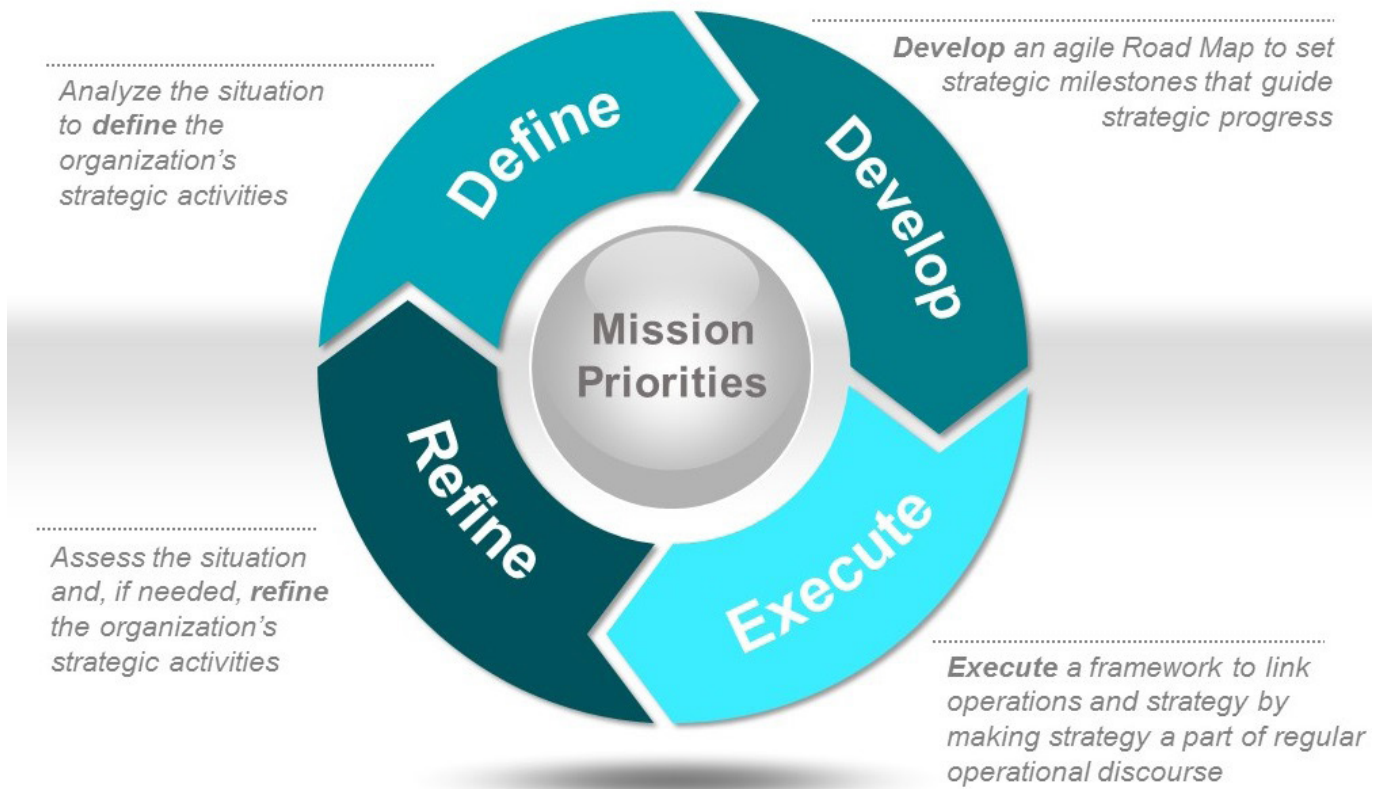 Analyze the situation
to define the
organization’s
strategic activities
Define
Develop an agile Road Map to set
strategic milestones that guide
strategic progress
Develop
Mission
Priorities
Refine
Assess the situation
and, if needed, refine
the organization’s
strategic activities
Execute
Execute a framework to link
operations and strategy by
making strategy a part of regular
operational discourse